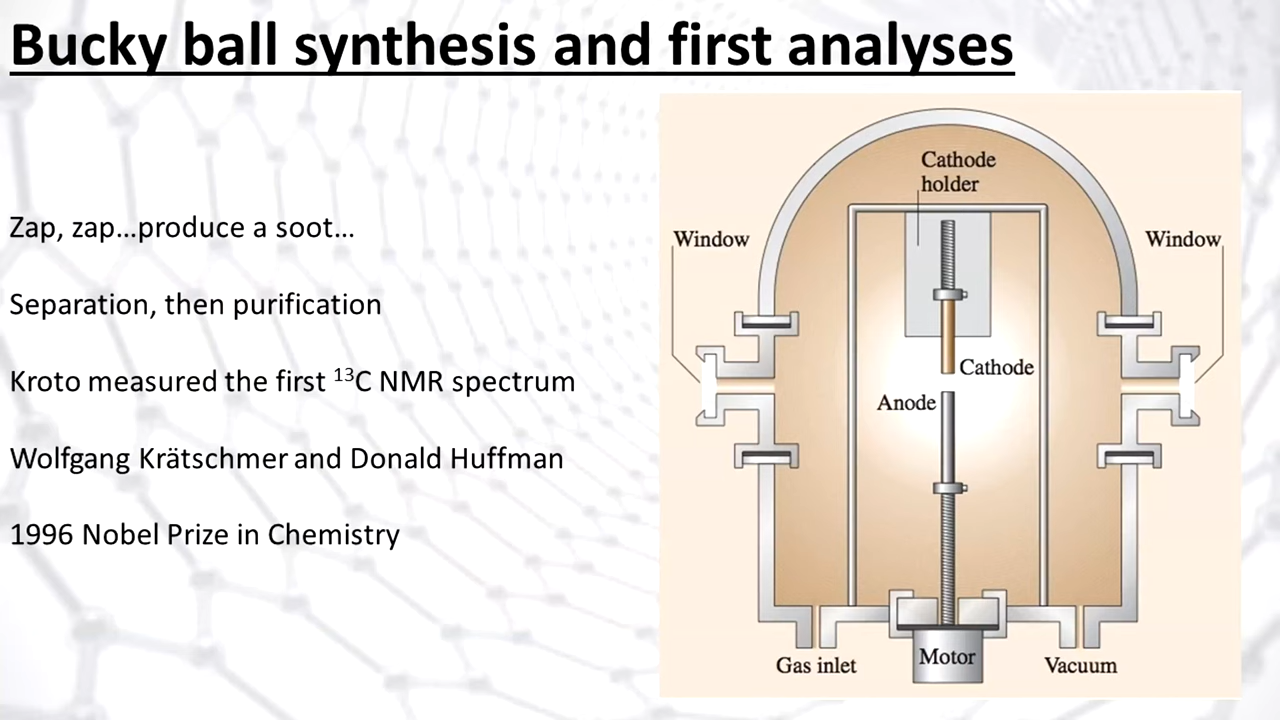 Bucky ball synthesis and first analyses
Zap, zap...produce a soot...
Separation, then purification
Kroto measured the first ¹³C NMR spectrum
Wolfgang Krätschmer and Donald Huffman
1996 Nobel Prize in Chemistry
Cathode
holder
Window
Window
Cathode
Anode
Gas inlet
Motor
Vacuum